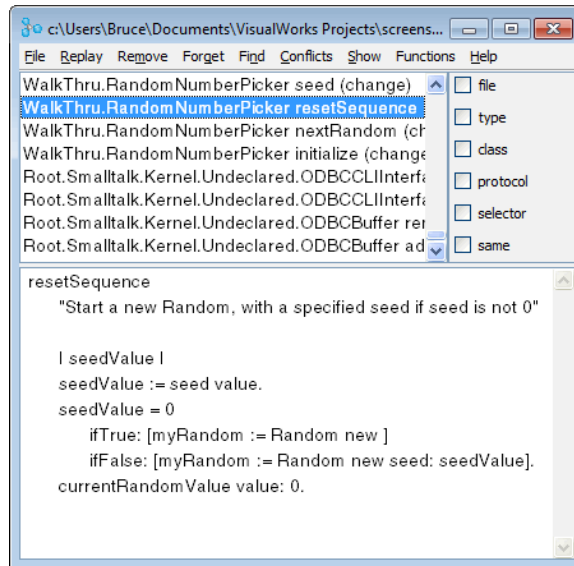 c:\Users\Bruce\Documents\VisualWorks Projects\screens...
File Replay Remove Forget Find Conflicts Show Functions Help
WalkThru.RandomNumberPicker seed (change)
WalkThru.RandomNumberPicker resetSequence
WalkThru.RandomNumberPicker nextRandom (ch
WalkThru.RandomNumberPicker initialize (change
Root.Smalltalk.Kernel.Undeclared.ODBCCLIInterfa
Root.Smalltalk.Kernel.Undeclared.ODBCCLIInterfa
Root.Smalltalk.Kernel.Undeclared.ODBCBuffer rer
Root.Smalltalk.Kernel.Undeclared.ODBCBuffer ad
file
type
class
protocol
selector
same
resetSequence
"Start a new Random, with a specified seed if seed is not 0"
| seedValue |
seedValue := seed value.
seedValue = 0
ifTrue: [myRandom := Random new ]
ifFalse: [myRandom := Random new seed: seedValue].
currentRandomValue value: 0.